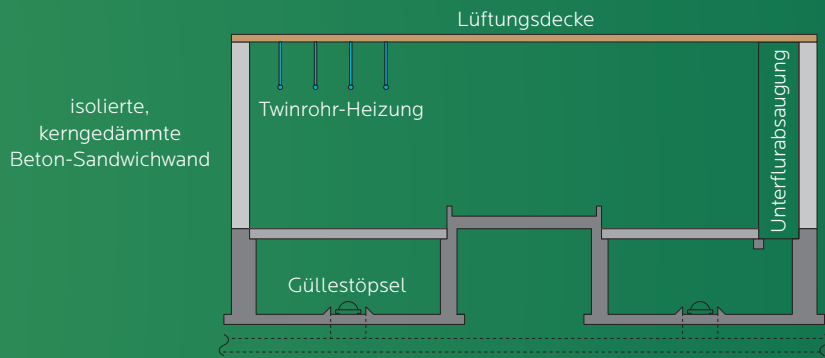 Lüftungsdecke
isolierte,
kerngedämmte
Beton-Sandwichwand
Twinrohr-Heizung
Unterflurabsaugung
Güllestöpsel